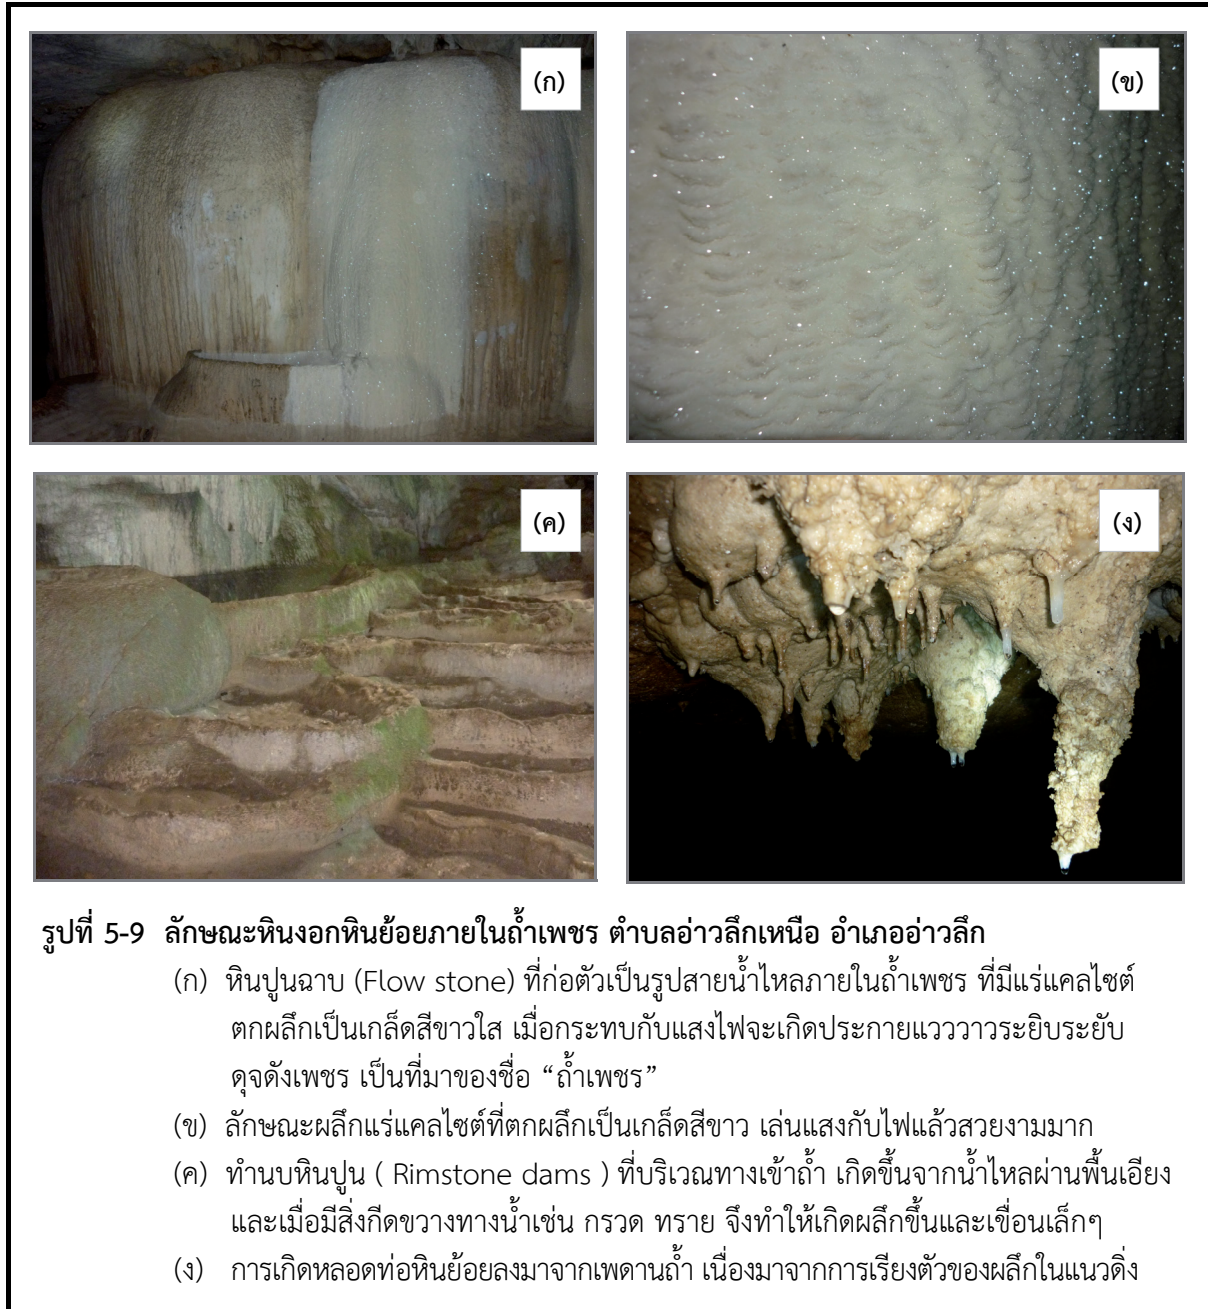 (ก)
(ข)
(ค)
(ง)
รูปที่ 5-9 ลักษณะหินงอกหินย้อยภายในถ้ำเพชร ตำบลอ่าวลึกเหนือ อำเภออ่าวลึก
(ก) หินปูนฉาบ (Flow stone) ที่ก่อตัวเป็นรูปสายน้ำไหลภายในถ้ำเพชร ที่มีแร่แคลไซต์
ตกผลึกเป็นเกล็ดสีขาวใส เมื่อกระทบกับแสงไฟจะเกิดประกายแวววาวระยิบระยับ
ดุจดังเพชร เป็นที่มาของชื่อ “ถ้ำเพชร”
(ข) ลักษณะผลึกแร่แคลไซต์ที่ตกผลึกเป็นเกล็ดสีขาว เล่นแสงกับไฟแล้วสวยงามมาก
(ค) ทำนบหินปูน ( Rimstone dams ) ที่บริเวณทางเข้าถ้ำ เกิดขึ้นจากน้ำไหลผ่านพื้นเอียง
และเมื่อมีสิ่งกีดขวางทางน้ำเช่น กรวด ทราย จึงทำให้เกิดผลึกขึ้นและเขื่อนเล็กๆ
(ง) การเกิดหลอดท่อหินย้อยลงมาจากเพดานถ้ำ เนื่องมาจากการเรียงตัวของผลึกในแนวดิ่ง